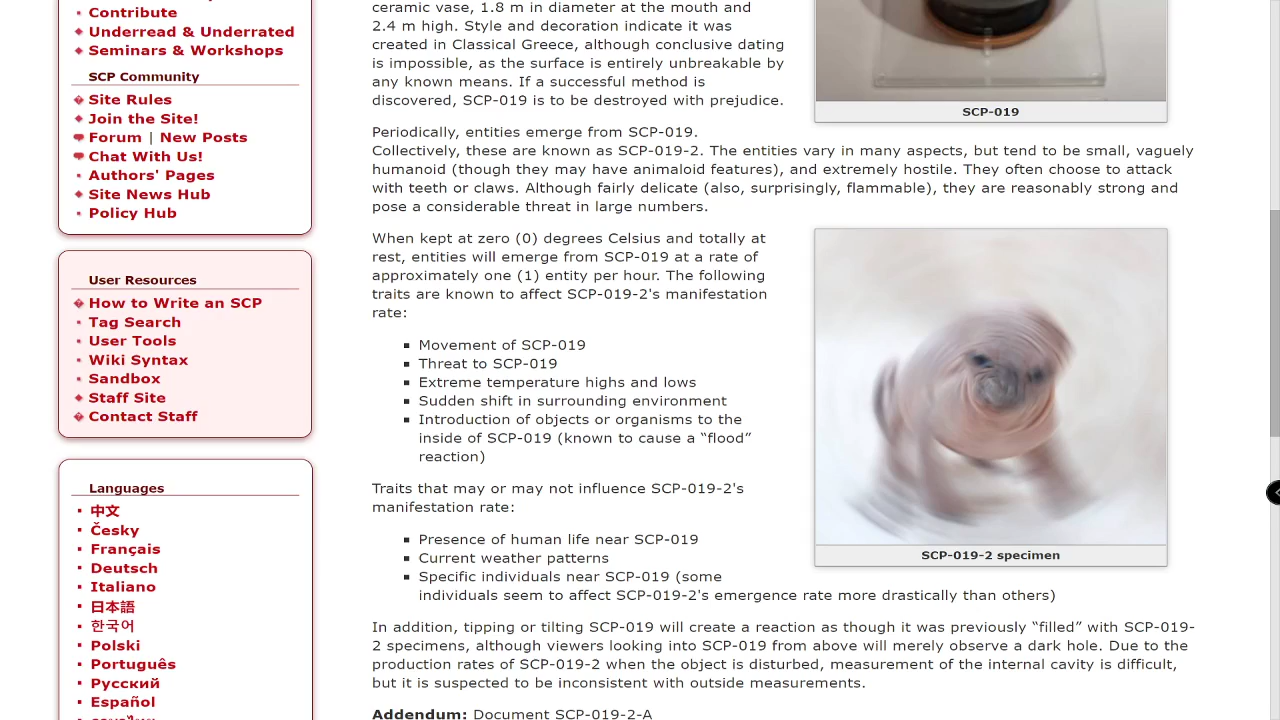 Contribute
Underread & Underrated
Seminars & Workshops
SCP Community
Site Rules
Join the Site!
Forum | New Posts
Chat With Us!
Authors' Pages
Site News Hub
Policy Hub
User Resources
How to Write an SCP
Tag Search
User Tools
Wiki Syntax
Sandbox
Staff Site
Contact Staff
Languages
中文
Česky
Français
Deutsch
Italiano
日本語
한국어
Polski
Português
Русский
Español
ceramic vase, 1.8 m in diameter at the mouth and
2.4 m high. Style and decoration indicate it was
created in Classical Greece, although conclusive dating
is impossible, as the surface is entirely unbreakable by
any known means. If a successful method is
discovered, SCP-019 is to be destroyed with prejudice.
SCP-019
Periodically, entities emerge from SCP-019.
Collectively, these are known as SCP-019-2. The entities vary in many aspects, but tend to be small, vaguely
humanoid (though they may have animaloid features), and extremely hostile. They often choose to attack
with teeth or claws. Although fairly delicate (also, surprisingly, flammable), they are reasonably strong and
pose a considerable threat in large numbers.
When kept at zero (0) degrees Celsius and totally at
rest, entities will emerge from SCP-019 at a rate of
approximately one (1) entity per hour. The following
traits are known to affect SCP-019-2's manifestation
rate:
Movement of SCP-019
Threat to SCP-019
Extreme temperature highs and lows
Sudden shift in surrounding environment
Introduction of objects or organisms to the
inside of SCP-019 (known to cause a “flood”
reaction)
Traits that may or may not influence SCP-019-2's
manifestation rate:
Presence of human life near SCP-019
Current weather patterns
Specific individuals near SCP-019 (some
individuals seem to affect SCP-019-2's emergence rate more drastically than others)
SCP-019-2 specimen
In addition, tipping or tilting SCP-019 will create a reaction as though it was previously “filled” with SCP-019-
2 specimens, although viewers looking into SCP-019 from above will merely observe a dark hole. Due to the
production rates of SCP-019-2 when the object is disturbed, measurement of the internal cavity is difficult,
but it is suspected to be inconsistent with outside measurements.
Addendum: Document SCP-019-2-A